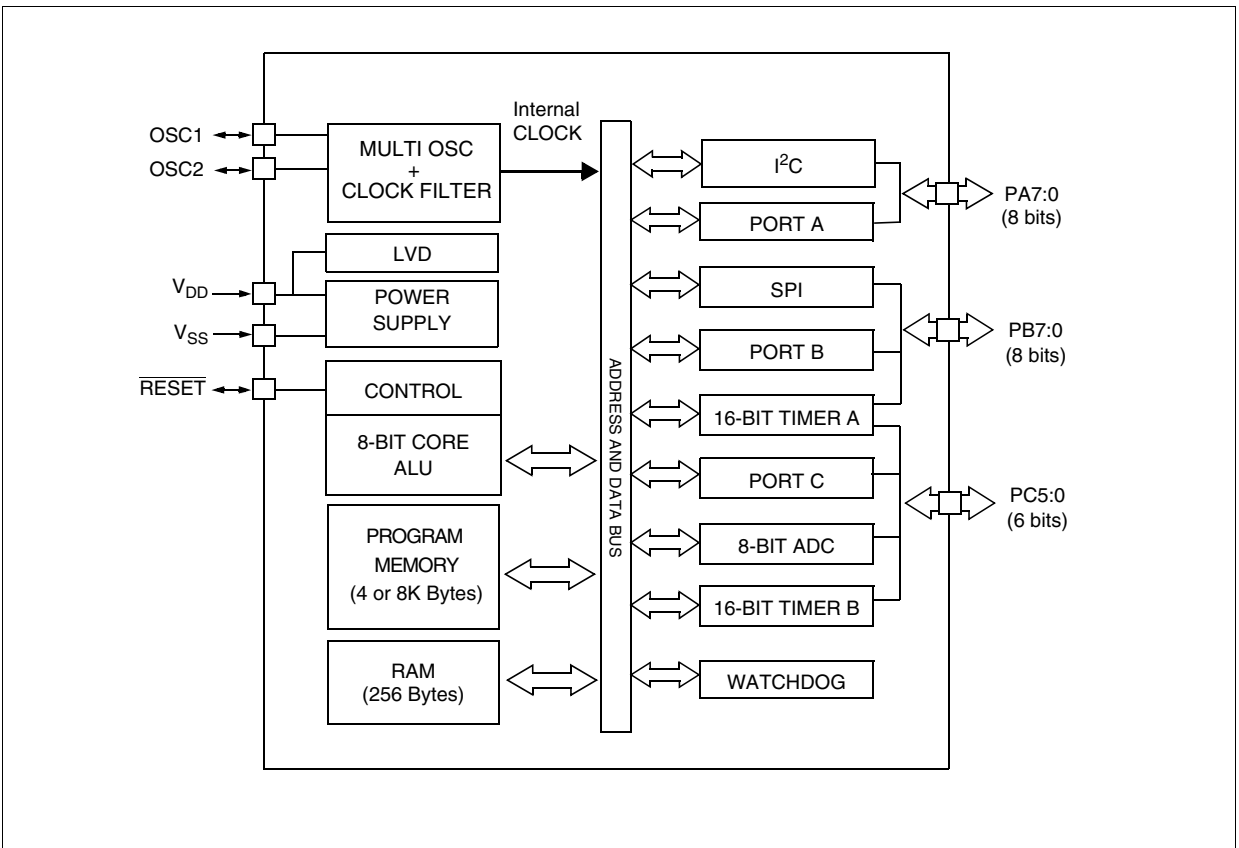 OSC1
OSC2
MULTI OSC
+
CLOCK FILTER
Internal
CLOCK
LVD
VDD
POWER
SUPPLY
VSS
RESET
CONTROL
8-BIT CORE
ALU
PROGRAM
MEMORY
(4 or 8K Bytes)
RAM
(256 Bytes)
ADDRESS AND DATA BUS
I²C
PORT A
PA7:0
(8 bits)
SPI
PORT B
PB7:0
(8 bits)
16-BIT TIMER A
PORT C
PC5:0
(6 bits)
8-BIT ADC
16-BIT TIMER B
WATCHDOG